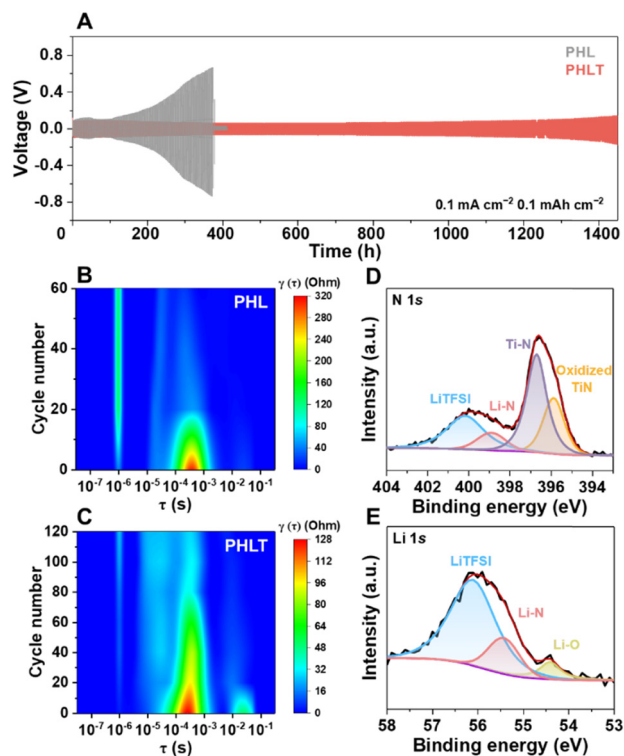 A
PHL
PHLT
Voltage (V)
0.8
0.4
0.0
-0.4
-0.8
0.1 mA cm⁻² 0.1 mAh cm⁻²
0 200 400 600 800 1000 1200 1400
Time (h)
B
γ (τ) (Ohm)
PHL
Cycle number
60
40
20
0
320
280
240
200
160
120
80
40
0
10⁻⁷ 10⁻⁶ 10⁻⁵ 10⁻⁴ 10⁻³ 10⁻² 10⁻¹
τ (s)
D
N 1s
Ti-N
Oxidized
TiN
Li-N
LiTFSI
Intensity (a.u.)
404 402 400 398 396 394
Binding energy (eV)
C
γ (τ) (Ohm)
PHLT
Cycle number
120
100
80
60
40
20
0
128
112
96
80
64
48
32
16
0
10⁻⁷ 10⁻⁶ 10⁻⁵ 10⁻⁴ 10⁻³ 10⁻² 10⁻¹
τ (s)
E
Li 1s
LiTFSI
Li-N
Li-O
Intensity (a.u.)
58 57 56 55 54 53
Binding energy (eV)